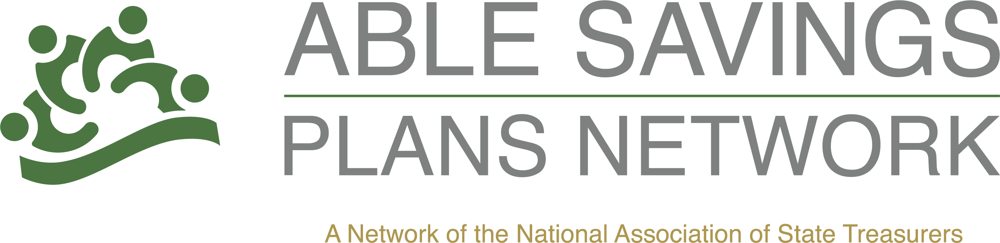 ABLE SAVINGS
PLANS NETWORK
A Network of the National Association of State Treasurers